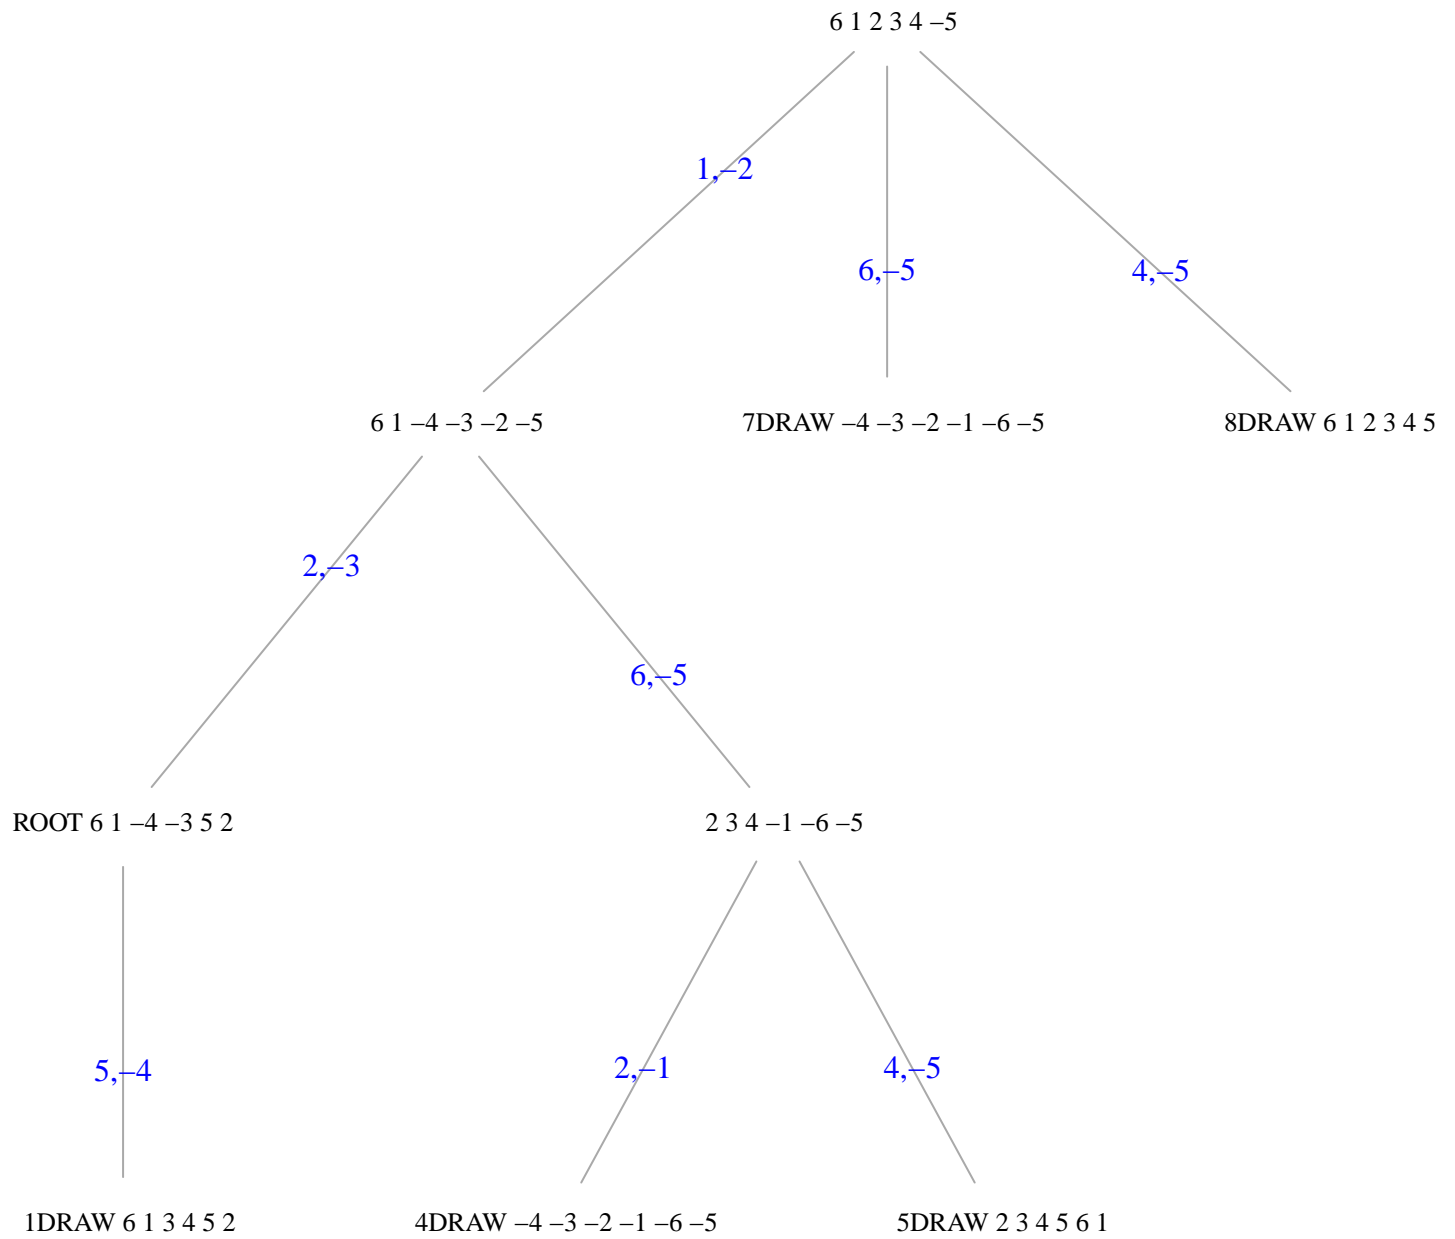 6 1 2 3 4 –5
1,–2
6,–5
4,–5
6 1 –4 –3 –2 –5
7DRAW –4 –3 –2 –1 –6 –5
8DRAW 6 1 2 3 4 5
2,–3
6,–5
ROOT 6 1 –4 –3 5 2
2 3 4 –1 –6 –5
5,–4
2,–1
4,–5
1DRAW 6 1 3 4 5 2
4DRAW –4 –3 –2 –1 –6 –5
5DRAW 2 3 4 5 6 1